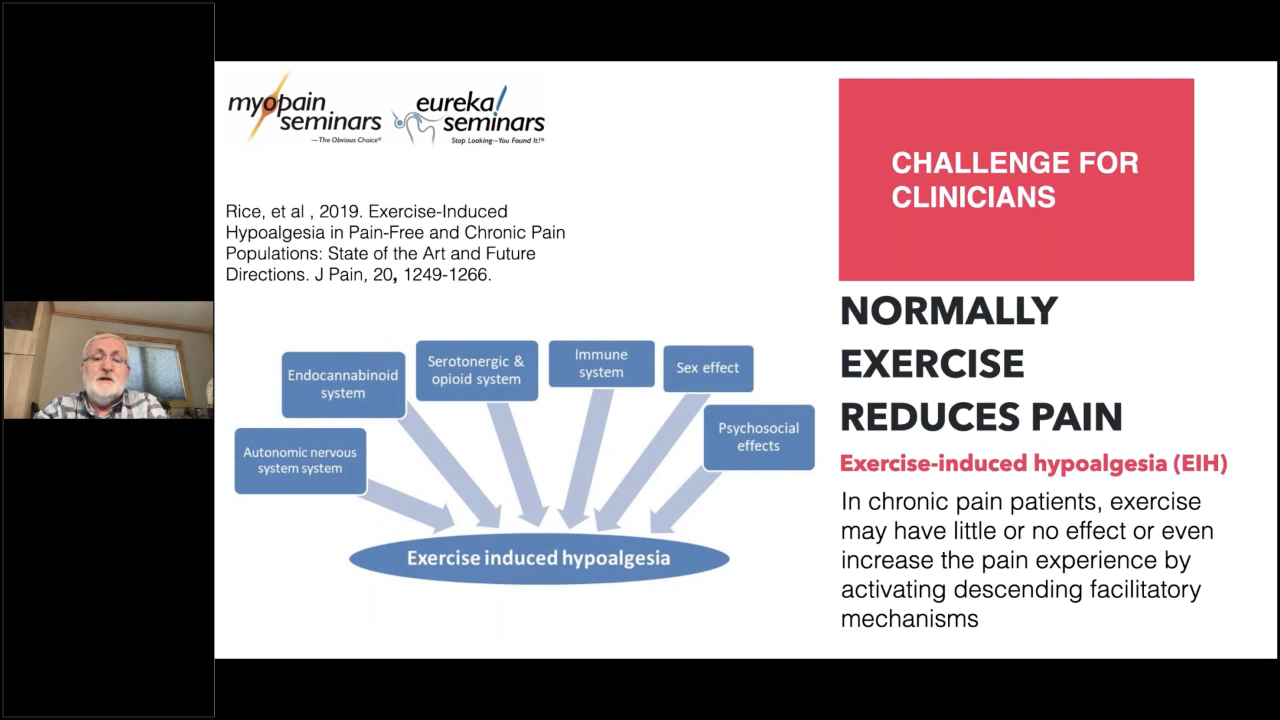 myopain
seminars
—The Obvious Choice®
eureka!
seminars
Stop Looking—You Found It!®
Rice, et al , 2019. Exercise-Induced
Hypoalgesia in Pain-Free and Chronic Pain
Populations: State of the Art and Future
Directions. J Pain, 20, 1249-1266.
Endocannabinoid
system
Serotonergic &
opioid system
Immune
system
Sex effect
Psychosocial
effects
Autonomic nervous
system system
Exercise induced hypoalgesia
CHALLENGE FOR
CLINICIANS
NORMALLY
EXERCISE
REDUCES PAIN
Exercise-induced hypoalgesia (EIH)
In chronic pain patients, exercise
may have little or no effect or even
increase the pain experience by
activating descending facilitatory
mechanisms